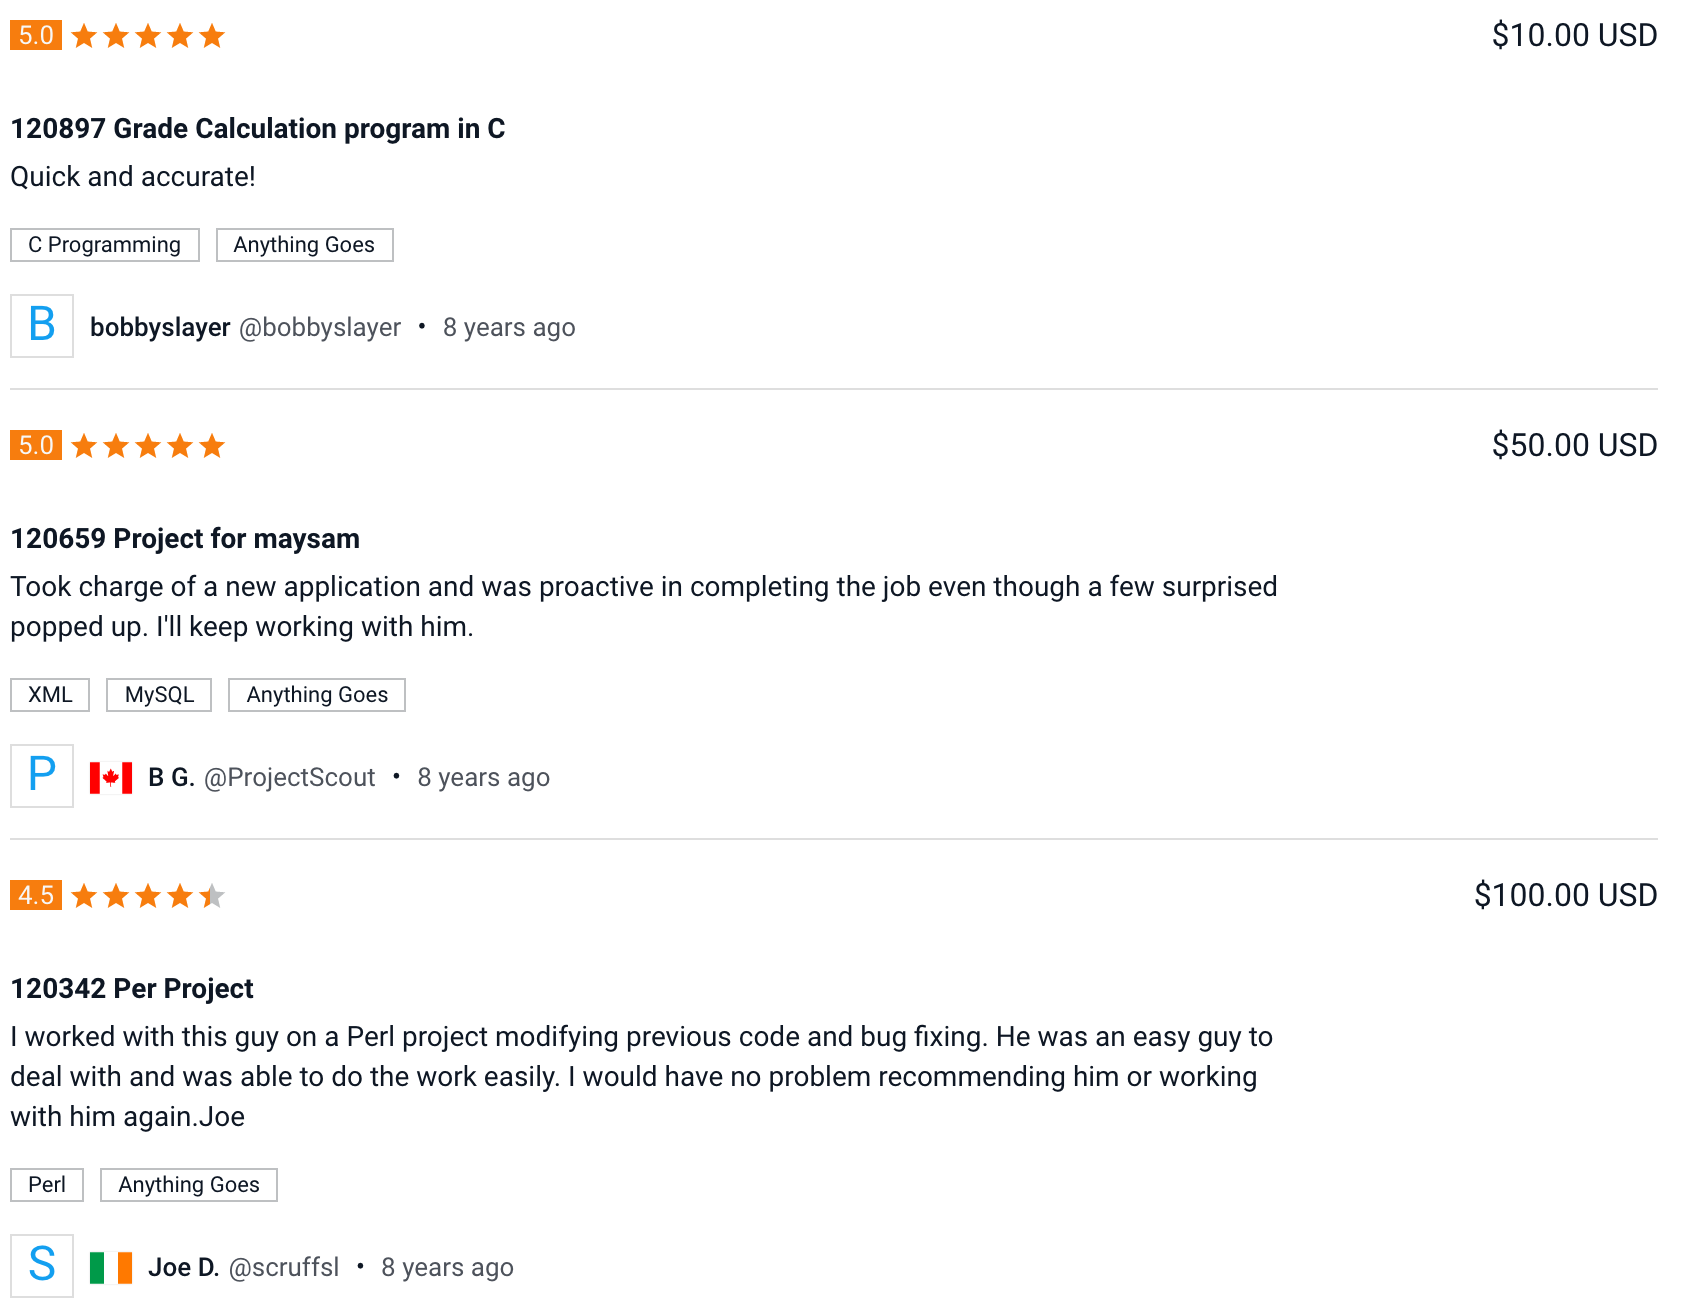 5.0
$10.00 USD
120897 Grade Calculation program in C
Quick and accurate!
C Programming
Anything Goes
B
bobbyslayer @bobbyslayer • 8 years ago
5.0
$50.00 USD
120659 Project for maysam
Took charge of a new application and was proactive in completing the job even though a few surprised
popped up. I'll keep working with him.
XML
MySQL
Anything Goes
P
B G. @ProjectScout • 8 years ago
4.5
$100.00 USD
120342 Per Project
I worked with this guy on a Perl project modifying previous code and bug fixing. He was an easy guy to
deal with and was able to do the work easily. I would have no problem recommending him or working
with him again.Joe
Perl
Anything Goes
S
Joe D. @scruffsl • 8 years ago